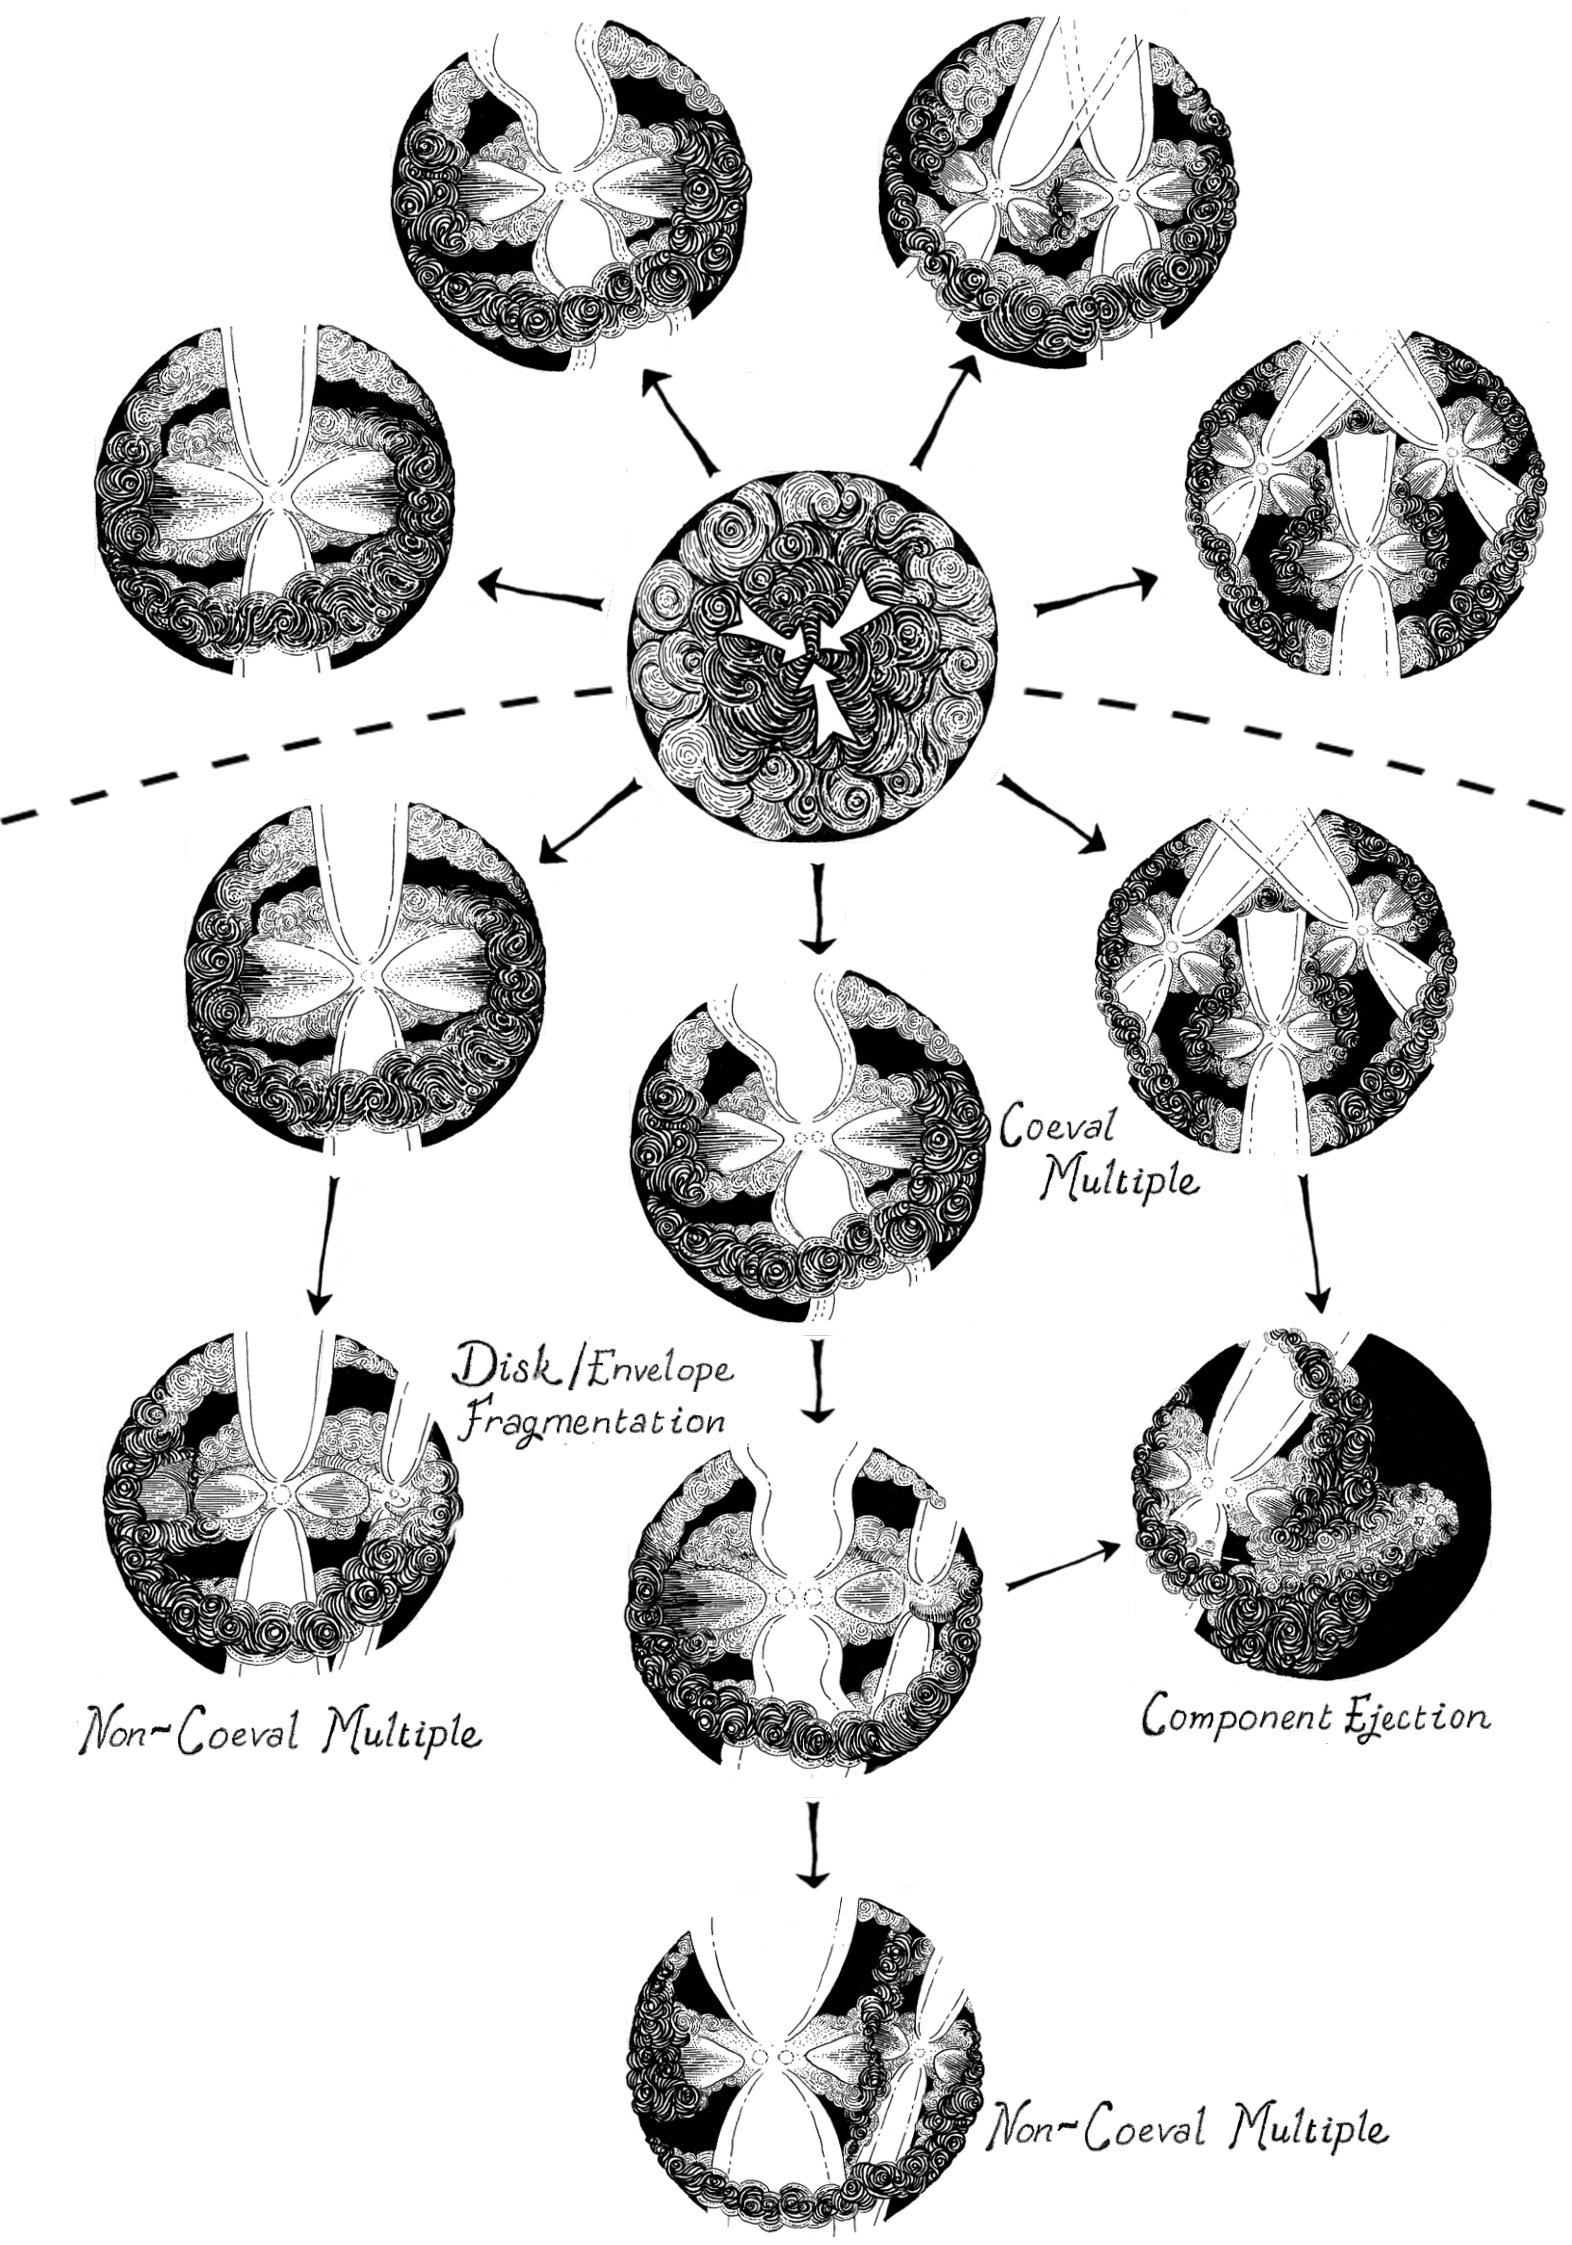 Coeval
Multiple
Disk/Envelope
Fragmentation
Non-Coeval Multiple
Component Ejection
Non-Coeval Multiple